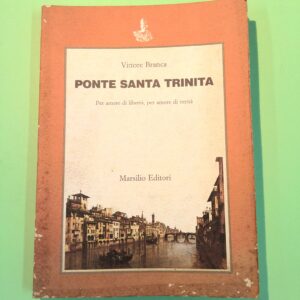 Vittore Branca
PONTE SANTA TRINITA
Per amore di libertà, per amore di verità
Marsilio Editori